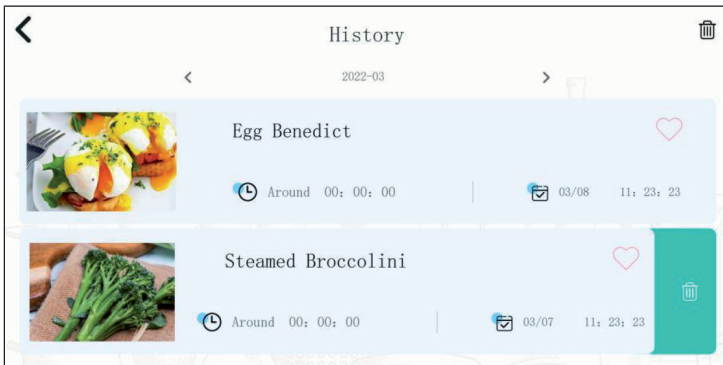 History
2022-03
Egg Benedict
Around 00: 00: 00 03/08 11: 23: 23
Steamed Broccolini
Around 00: 00: 00 03/07 11: 23: 23